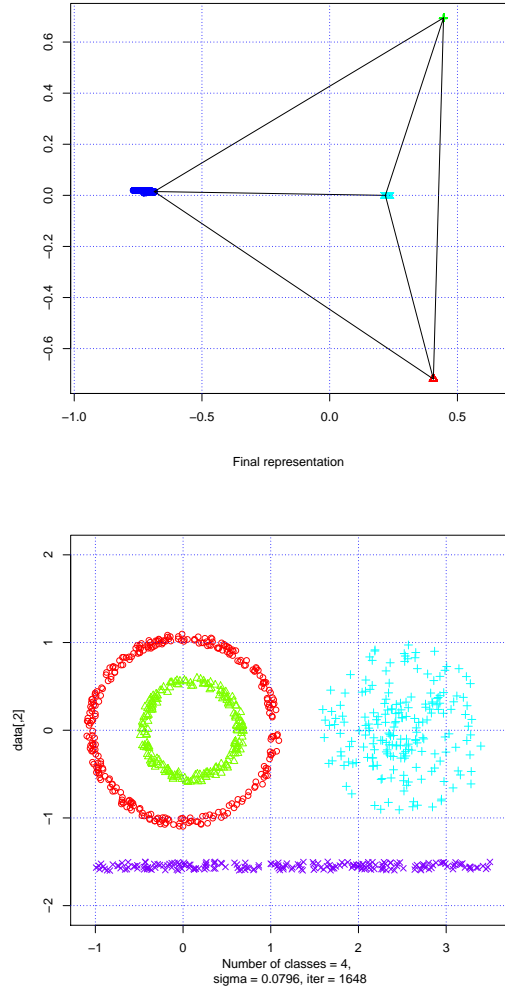 0.6
0.4
0.2
0.0
−0.2
−0.4
−0.6
−1.0 −0.5 0.0 0.5
Final representation
2
1
0
−1
−2
data[,2]
−1 0 1 2 3
Number of classes = 4,
sigma = 0.0796, iter = 1648